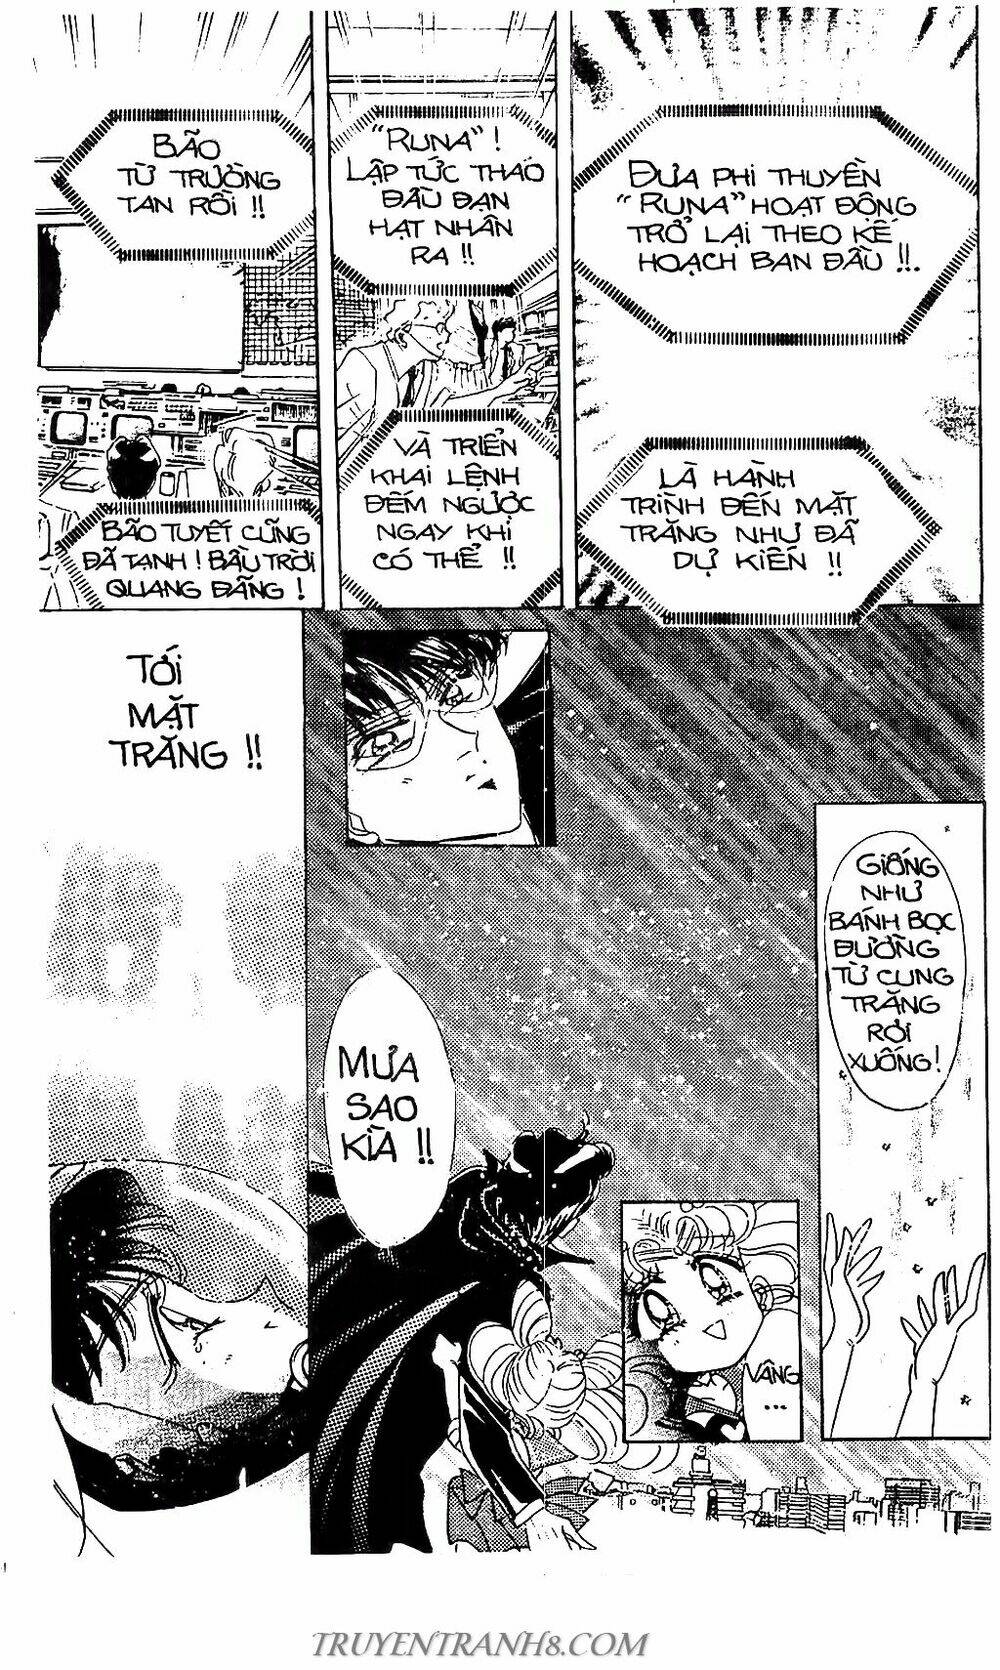 BÃO
TỪ TRƯỜNG
TAN RỒI !!
BÃO TUYẾT CŨNG
ĐÃ TẠNH ! BẦU TRỜI
QUANG ĐÃNG !
"RUNA" !
LẬP TỨC THÁO
ĐẦU ĐẠN
HẠT NHÂN
RA !!
VÀ TRIỂN
KHAI LỆNH
ĐẾM NGƯỢC
NGAY KHI
CÓ THỂ !!
ĐƯA PHI THUYỀN
"RUNA" HOẠT ĐỘNG
TRỞ LẠI THEO KẾ
HOẠCH BAN ĐẦU !!.
LÀ HÀNH
TRÌNH ĐẾN MẶT
TRĂNG NHƯ ĐÃ
DỰ KIẾN !!
TỚI
MẶT
TRĂNG !!
MƯA
SAO
KÌA !!
VÂNG
...
GIỐNG
NHƯ
BÁNH BỌC
ĐƯỜNG
TỪ CUNG
TRĂNG
RƠI
XUỐNG!
TRUYENTRANH8.COM